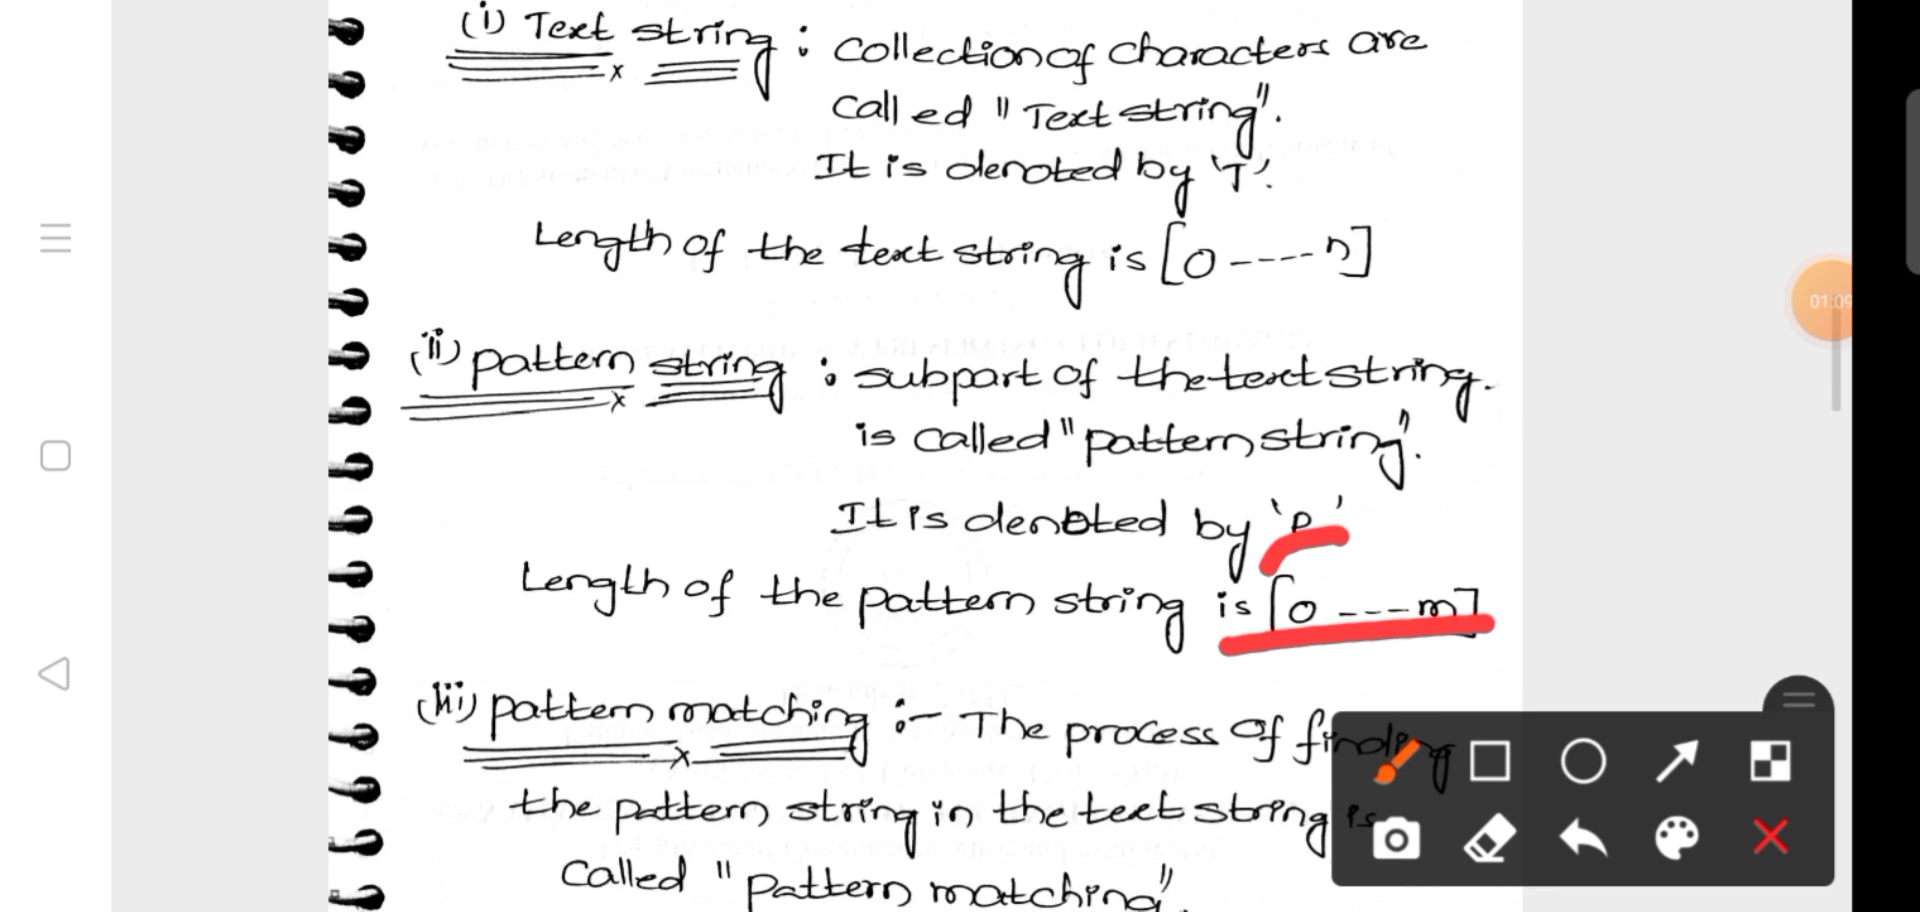 (i) Text string : collection of characters are
called "Text string".
It is denoted by 'T'.
Length of the text string is [0 ---- n]
(ii) pattern string : subpart of the text string.
is called "pattern string".
It is denoted by 'P'
Length of the pattern string is [0 --- m]
(iii) pattern matching :- The process of finding
the pattern string in the text string is
called "pattern matching".
01:09